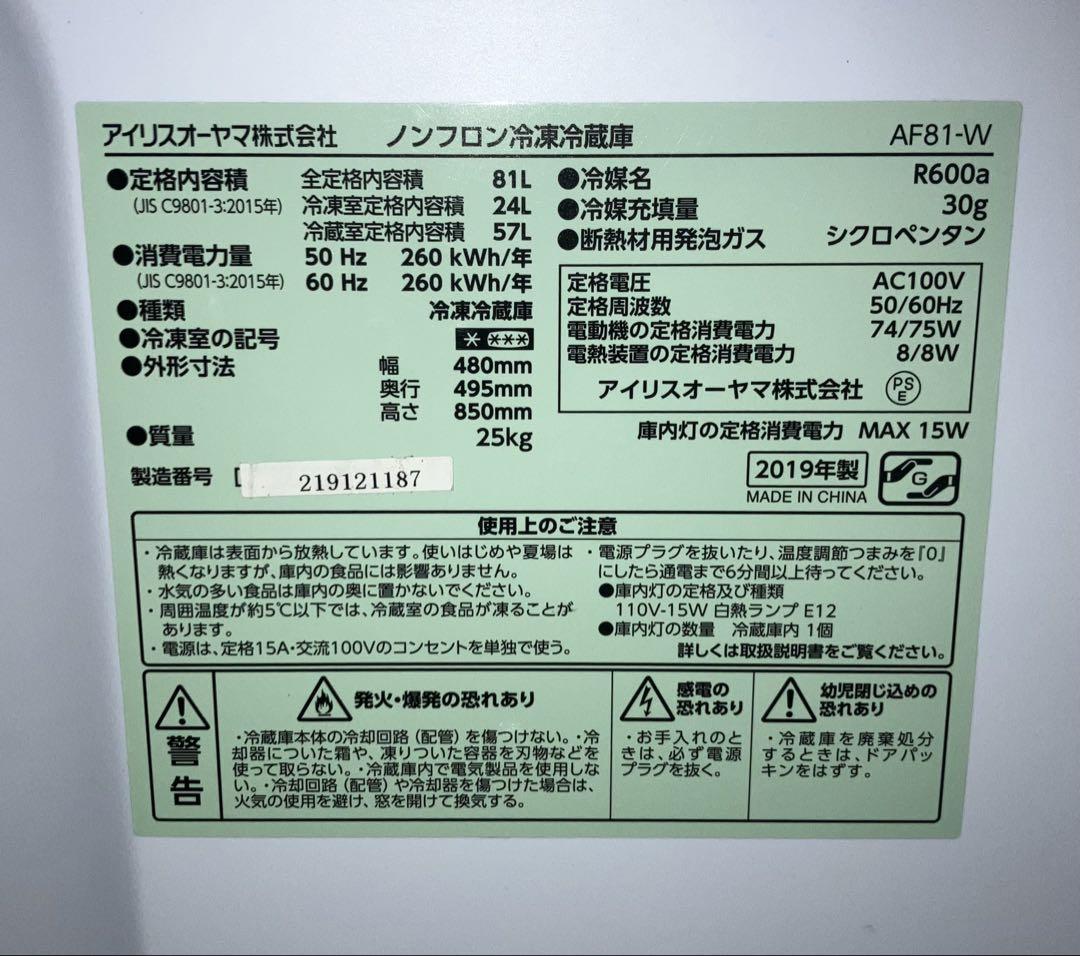 アイリスオーヤマ株式会社 ノンフロン冷凍冷蔵庫 AF81-W
●定格内容積 全定格内容積 81L
(JIS C9801-3:2015年) 冷凍室定格内容積 24L
冷蔵室定格内容積 57L
●消費電力量 50 Hz 260 kWh/年
(JIS C9801-3:2015年) 60 Hz 260 kWh/年
●種類 冷凍冷蔵庫
●冷凍室の記号 * ***
●外形寸法 幅 480mm
奥行 495mm
高さ 850mm
●質量 25kg
製造番号 219121187
●冷媒名 R600a
●冷媒充填量 30g
●断熱材用発泡ガス シクロペンタン
定格電圧 AC100V
定格周波数 50/60Hz
電動機の定格消費電力 74/75W
電熱装置の定格消費電力 8/8W
アイリスオーヤマ株式会社 PSE
庫内灯の定格消費電力 MAX 15W
2019年製
MADE IN CHINA
G
使用上のご注意
・冷蔵庫は表面から放熱しています。使いはじめや夏場は
熱くなりますが、庫内の食品には影響ありません。
・水気の多い食品は庫内の奥に置かないでください。
・周囲温度が約5℃以下では、冷蔵室の食品が凍ることが
あります。
・電源は、定格15A・交流100Vのコンセントを単独で使う。
・電源プラグを抜いたり、温度調節つまみを『0』
にしたら通電まで6分間以上待ってください。
●庫内灯の定格及び種類
110V-15W 白熱ランプ E12
●庫内灯の数量 冷蔵庫内 1個
詳しくは取扱説明書をご覧ください。
警告
発火・爆発の恐れあり
・冷蔵庫本体の冷却回路（配管）を傷つけない。・冷
却器についた霜や、凍りついた容器を刃物などを
使って取らない。・冷蔵庫内で電気製品を使用しな
い。・冷却回路（配管）や冷却器を傷つけた場合は、
火気の使用を避け、窓を開けて換気する。
感電の
恐れあり
・お手入れのと
きは、必ず電源
プラグを抜く。
幼児閉じ込めの
恐れあり
・冷蔵庫を廃棄処分
するときは、ドアパッ
キンをはずす。